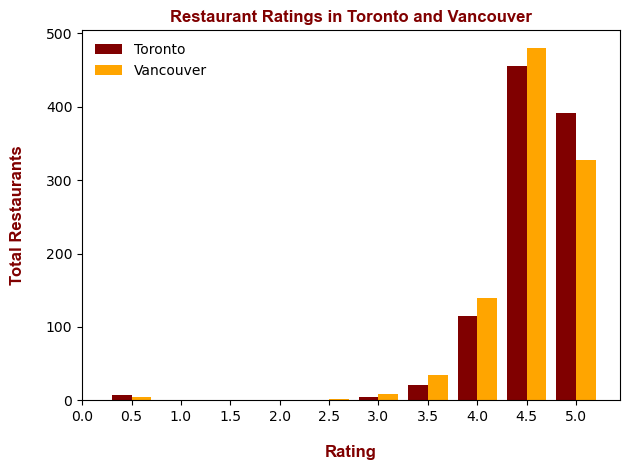 Restaurant Ratings in Toronto and Vancouver
Toronto
Vancouver
Total Restaurants
500
400
300
200
100
0
0.0 0.5 1.0 1.5 2.0 2.5 3.0 3.5 4.0 4.5 5.0
Rating